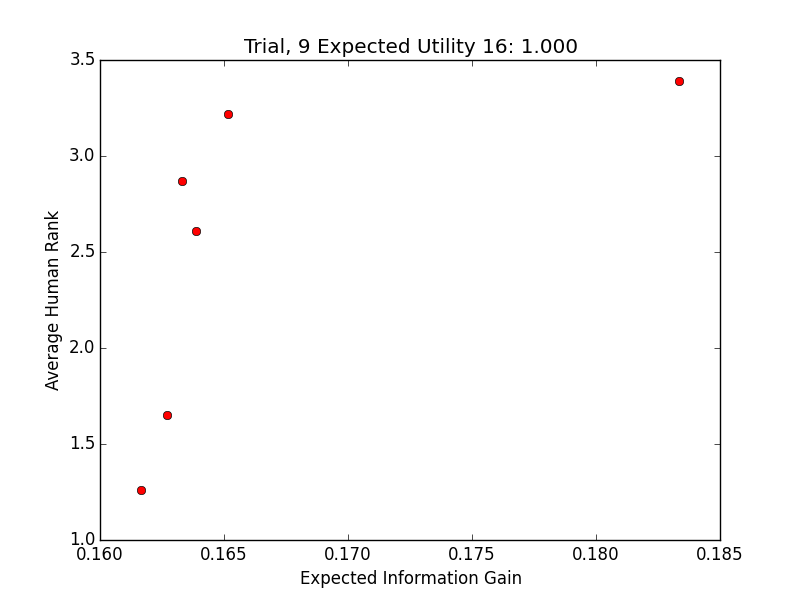 Trial, 9 Expected Utility 16: 1.000
3.5
3.0
2.5
2.0
1.5
1.0
Average Human Rank
0.160 0.165 0.170 0.175 0.180 0.185
Expected Information Gain